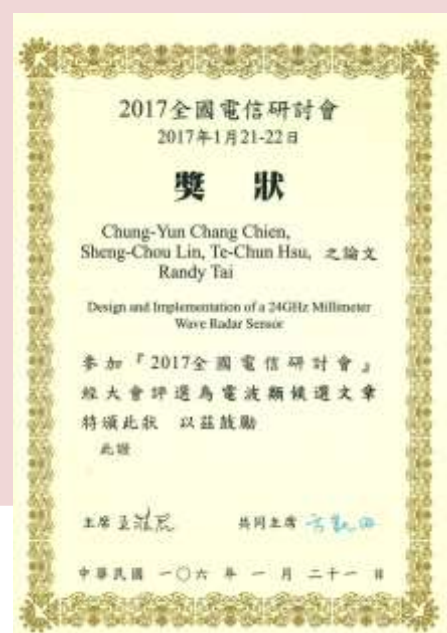 2017全國電信研討會
2017年1月21-22日
獎 狀
Chung-Yun Chang Chien,
Sheng-Chou Lin, Te-Chun Hsu, 之論文
Randy Tai
Design and Implementation of a 24GHz Millimeter
Wave Radar Sensor
參加『2017全國電信研討會』
經大會評選為電波類候選文章
特頒此狀 以茲鼓勵
此證
主席
共同主席
中華民國 一〇六 年 一 月 二十一 日